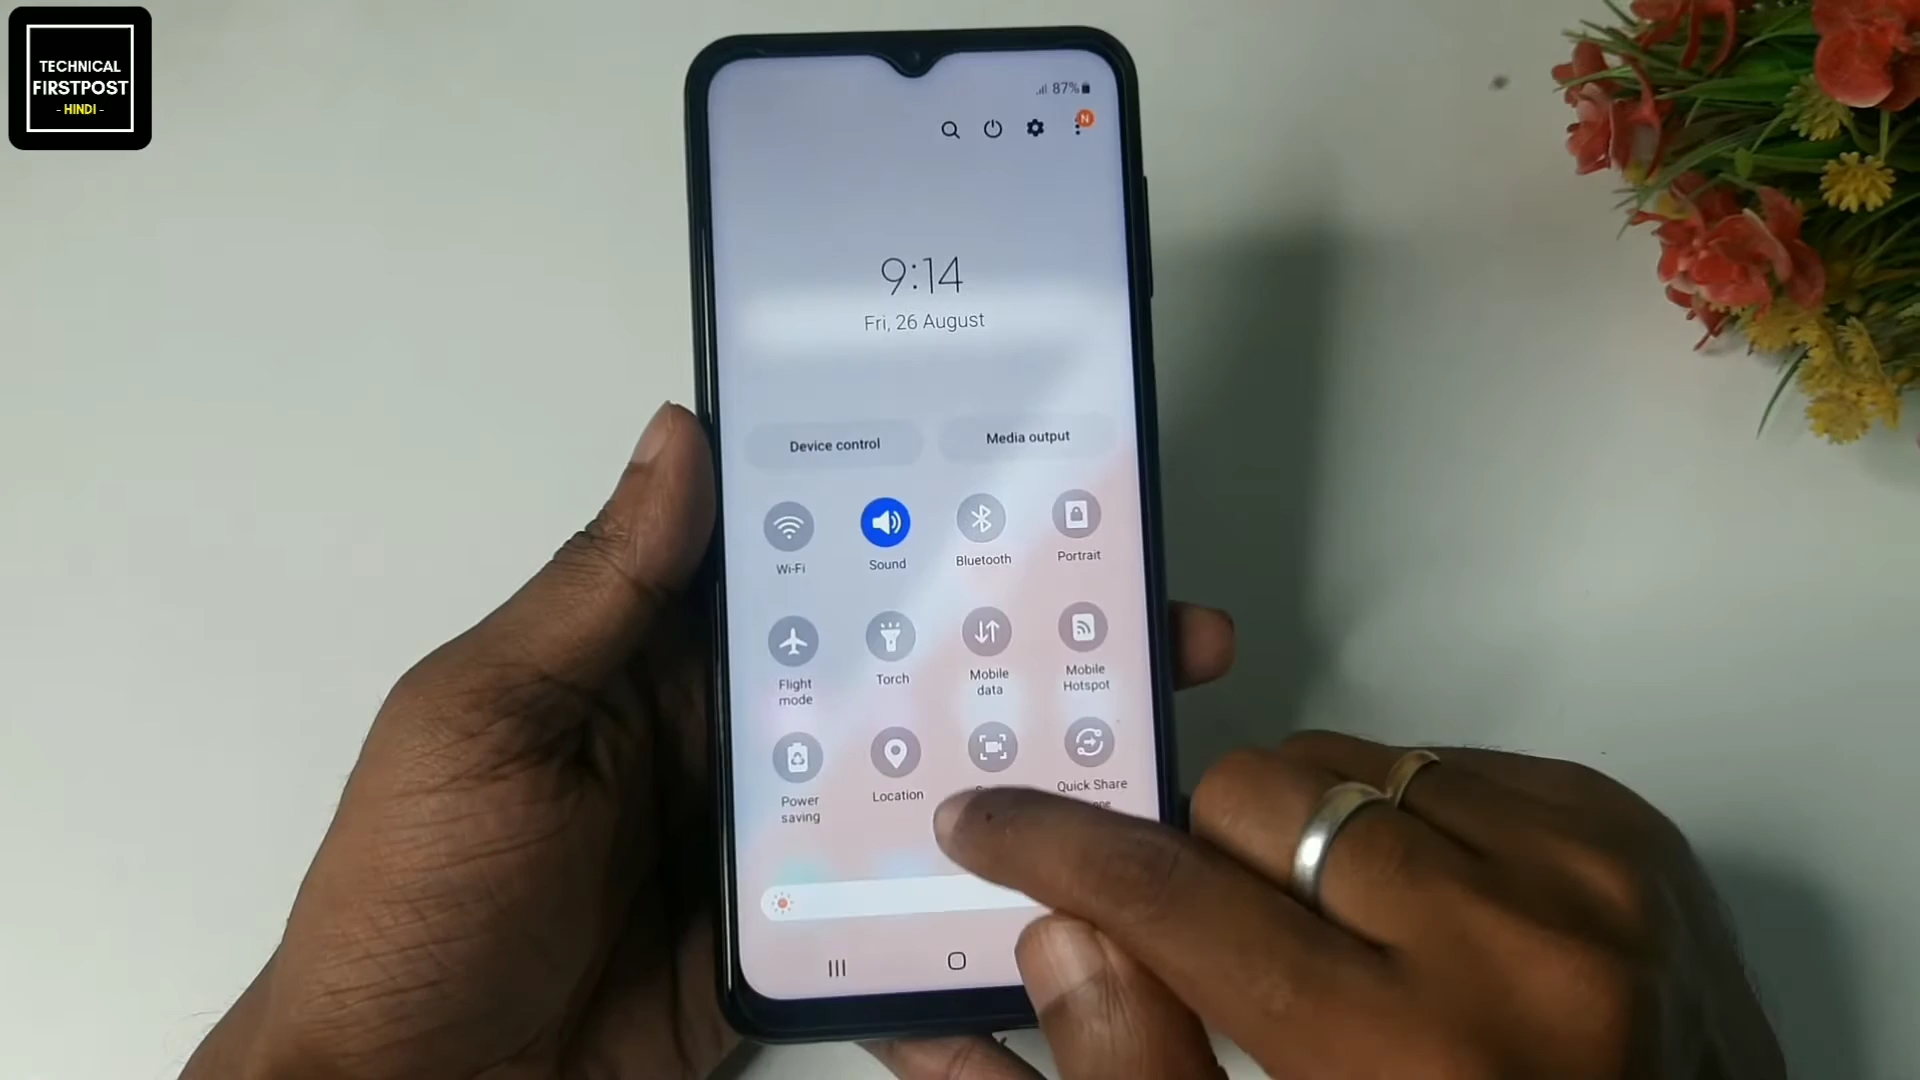 TECHNICAL
FIRSTPOST
- HINDI -
87%
N
9:14
Fri, 26 August
Device control
Media output
Wi-Fi
Sound
Bluetooth
Portrait
Flight
mode
Torch
Mobile
data
Mobile
Hotspot
Power
saving
Location
Quick Share